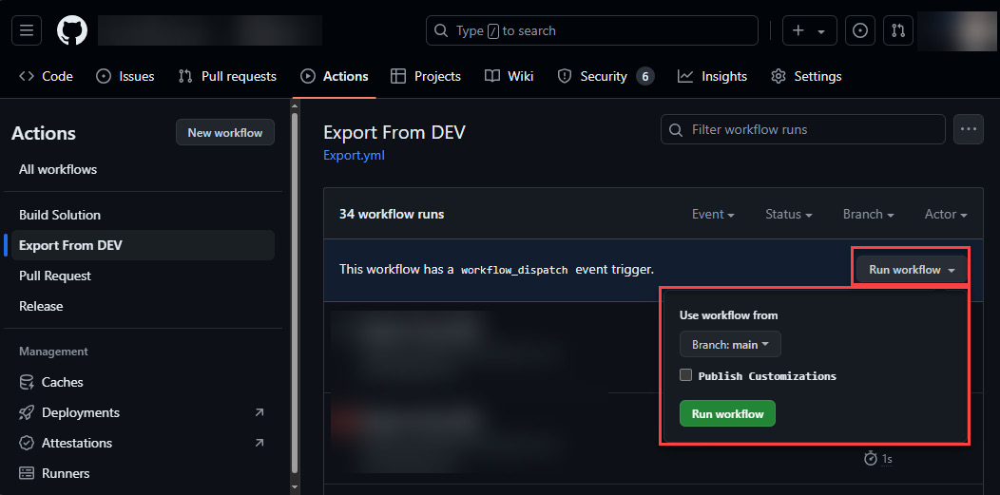 Type / to search
Code Issues Pull requests Actions Projects Wiki Security 6 Insights Settings
Actions
New workflow
All workflows
Build Solution
Export From DEV
Pull Request
Release
Management
Caches
Deployments
Attestations
Runners
Export From DEV
Export.yml
Filter workflow runs
34 workflow runs
Event Status Branch Actor
This workflow has a workflow_dispatch event trigger.
Run workflow
Use workflow from
Branch: main
Publish Customizations
Run workflow
1s